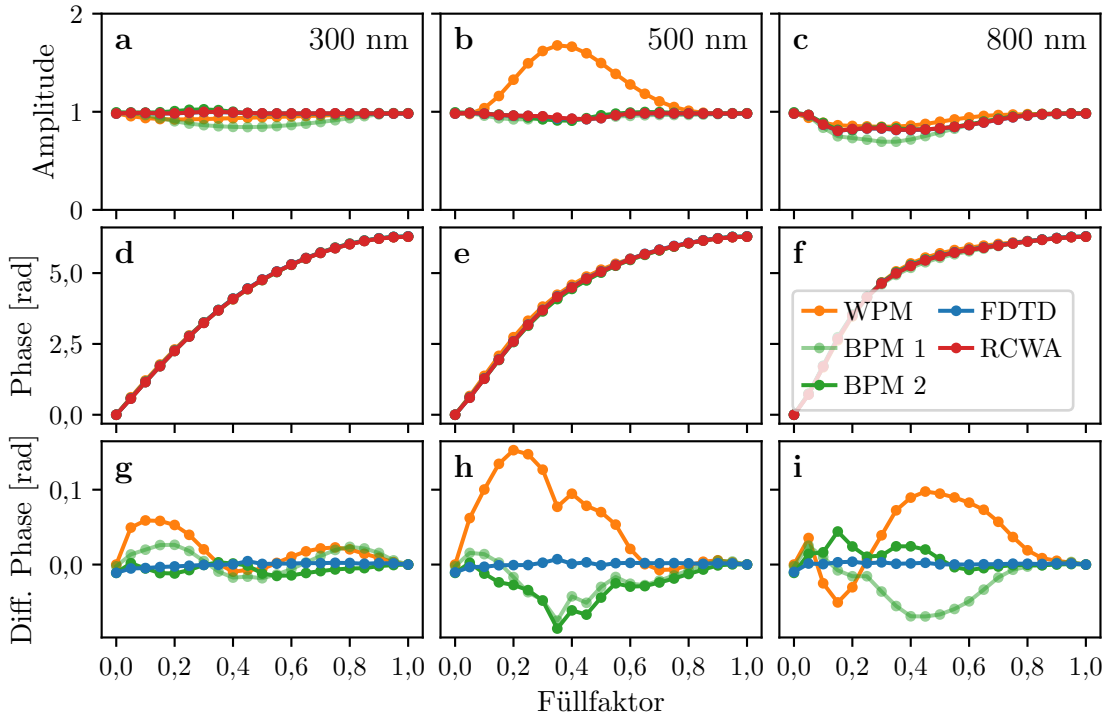 2
a
300 nm
b
500 nm
c
800 nm
Amplitude
1
0
d
e
f
Phase [rad]
5,0
2,5
0,0
WPM
FDTD
BPM 1
RCWA
BPM 2
g
h
i
Diff. Phase [rad]
0,1
0,0
0,0 0,2 0,4 0,6 0,8 1,0
0,0 0,2 0,4 0,6 0,8 1,0
0,0 0,2 0,4 0,6 0,8 1,0
Füllfaktor